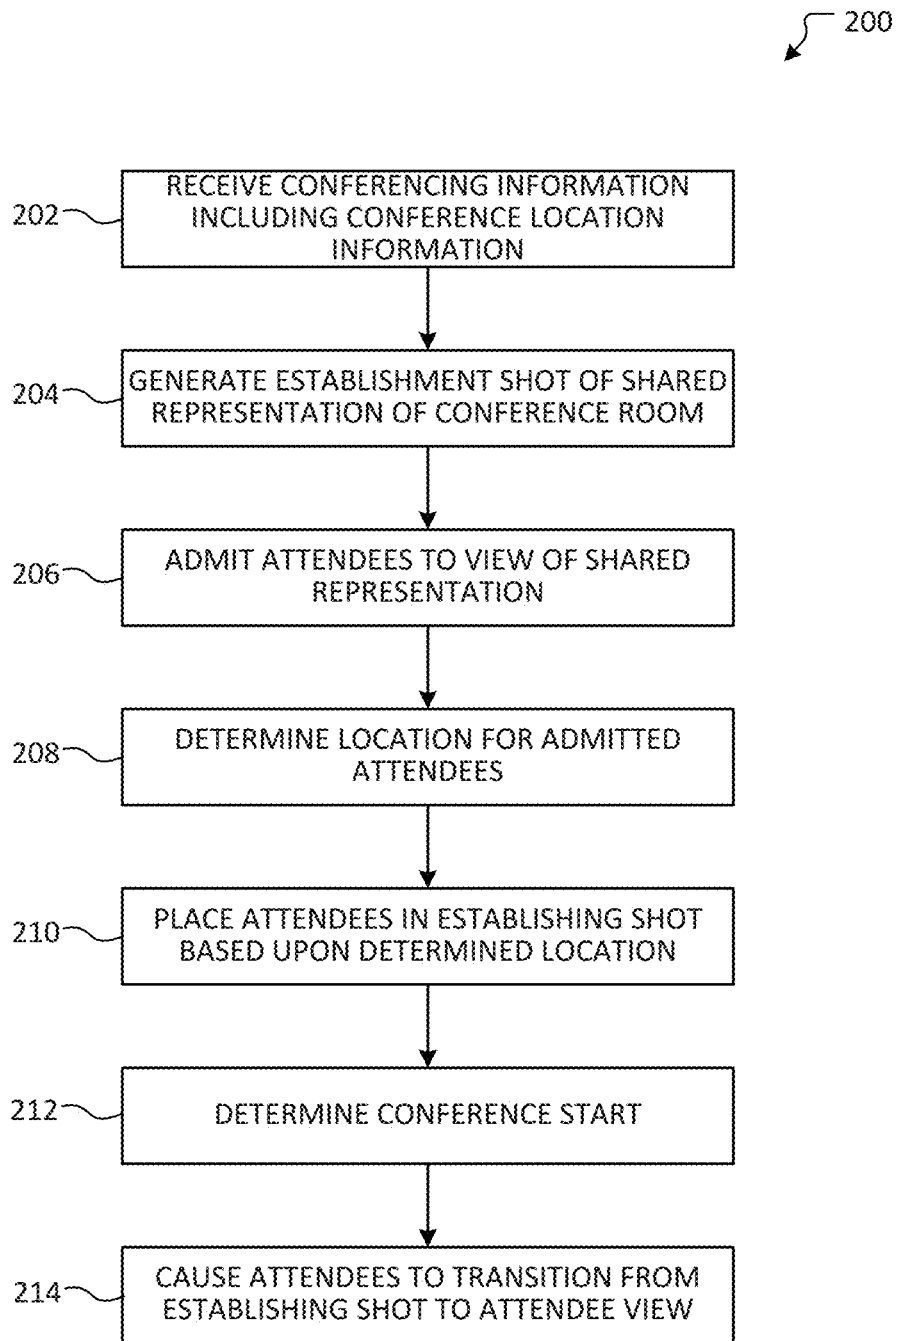 200
202
RECEIVE CONFERENCING INFORMATION
INCLUDING CONFERENCE LOCATION
INFORMATION
204
GENERATE ESTABLISHMENT SHOT OF SHARED
REPRESENTATION OF CONFERENCE ROOM
206
ADMIT ATTENDEES TO VIEW OF SHARED
REPRESENTATION
208
DETERMINE LOCATION FOR ADMITTED
ATTENDEES
210
PLACE ATTENDEES IN ESTABLISHING SHOT
BASED UPON DETERMINED LOCATION
212
DETERMINE CONFERENCE START
214
CAUSE ATTENDEES TO TRANSITION FROM
ESTABLISHING SHOT TO ATTENDEE VIEW